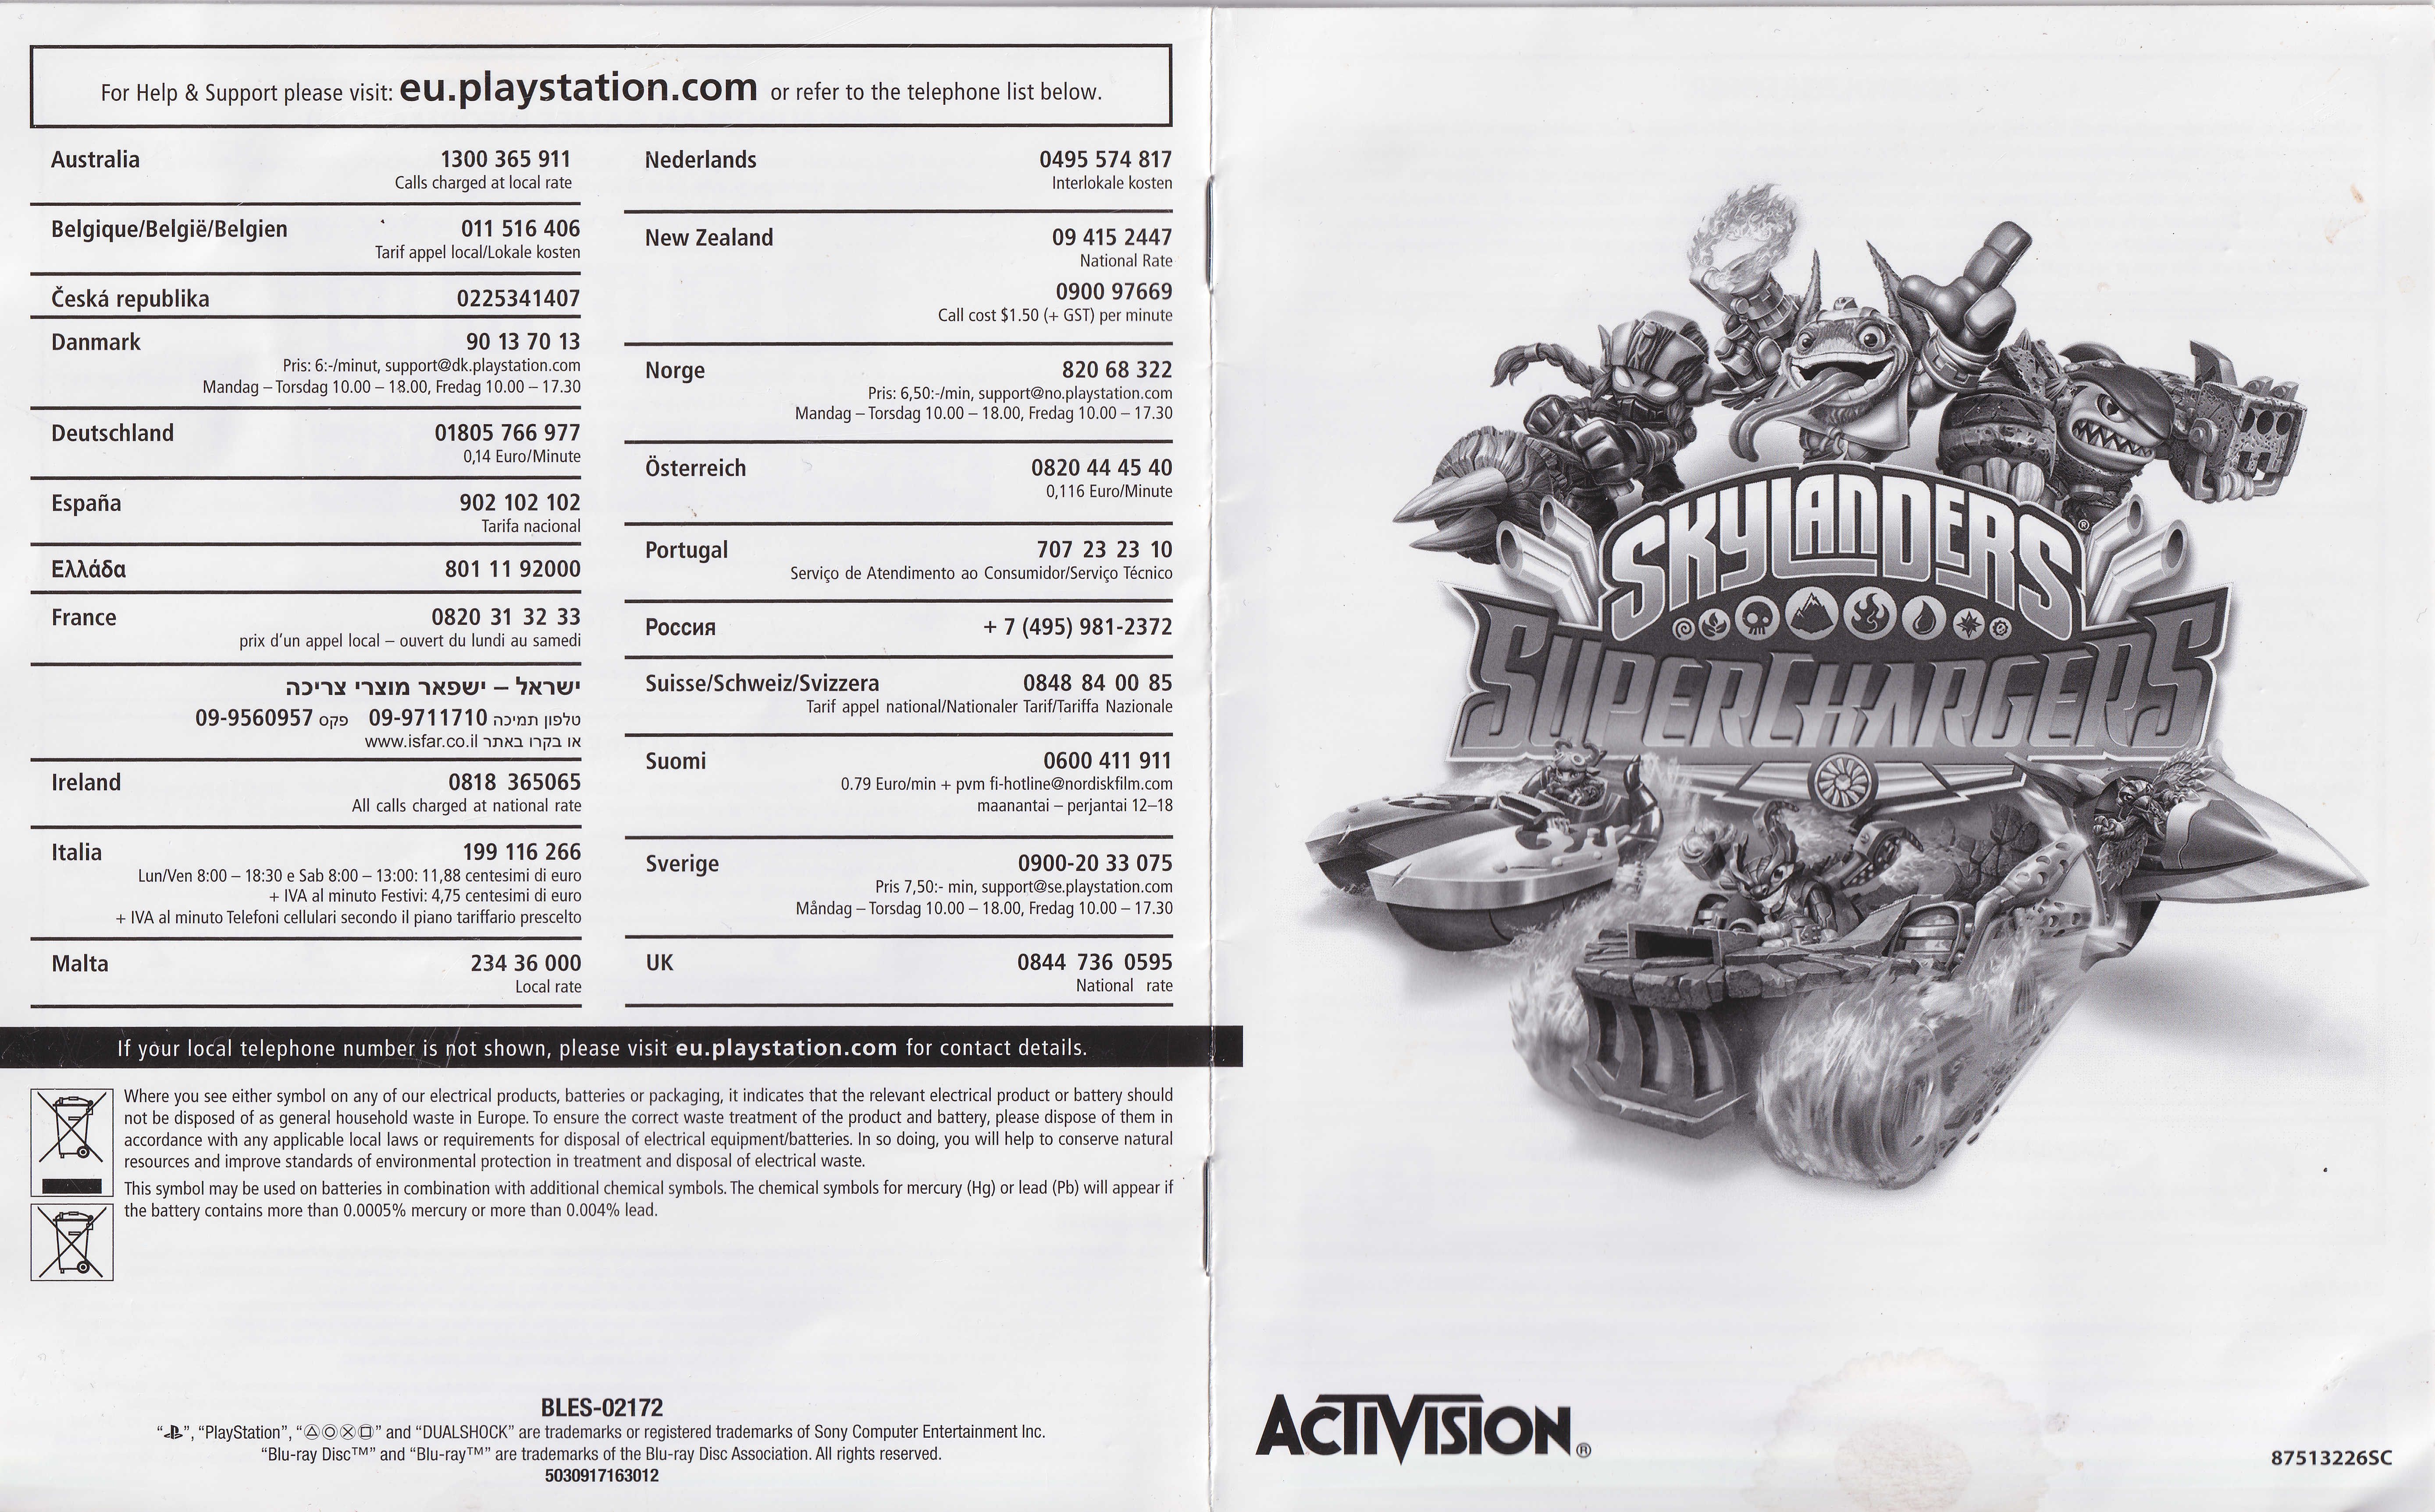 For Help & Support please visit: eu.playstation.com or refer to the telephone list below.
Australia 1300 365 911
Calls charged at local rate
Belgique/België/Belgien 011 516 406
Tarif appel local/Lokale kosten
Česká republika 0225341407
Danmark 90 13 70 13
Pris: 6:-/minut, support@dk.playstation.com
Mandag – Torsdag 10.00 – 18.00, Fredag 10.00 – 17.30
Deutschland 01805 766 977
0,14 Euro/Minute
España 902 102 102
Tarifa nacional
Ελλάδα 801 11 92000
France 0820 31 32 33
prix d'un appel local – ouvert du lundi au samedi
ישראל – ישפאר מוצרי צריכה
טלפון תמיכה 09-9711710 פקס 09-9560957
או בקרו באתר www.isfar.co.il
Ireland 0818 365065
All calls charged at national rate
Italia 199 116 266
Lun/Ven 8:00 – 18:30 e Sab 8:00 – 13:00: 11,88 centesimi di euro
+ IVA al minuto Festivi: 4,75 centesimi di euro
+ IVA al minuto Telefoni cellulari secondo il piano tariffario prescelto
Malta 234 36 000
Local rate
Nederlands 0495 574 817
Interlokale kosten
New Zealand 09 415 2447
National Rate
0900 97669
Call cost $1.50 (+ GST) per minute
Norge 820 68 322
Pris: 6,50:-/min, support@no.playstation.com
Mandag – Torsdag 10.00 – 18.00, Fredag 10.00 – 17.30
Österreich 0820 44 45 40
0,116 Euro/Minute
Portugal 707 23 23 10
Serviço de Atendimento ao Consumidor/Serviço Técnico
Россия + 7 (495) 981-2372
Suisse/Schweiz/Svizzera 0848 84 00 85
Tarif appel national/Nationaler Tarif/Tariffa Nazionale
Suomi 0600 411 911
0.79 Euro/min + pvm fi-hotline@nordiskfilm.com
maanantai – perjantai 12–18
Sverige 0900-20 33 075
Pris 7,50:- min, support@se.playstation.com
Måndag – Torsdag 10.00 – 18.00, Fredag 10.00 – 17.30
UK 0844 736 0595
National rate
If your local telephone number is not shown, please visit eu.playstation.com for contact details.
Where you see either symbol on any of our electrical products, batteries or packaging, it indicates that the relevant electrical product or battery should
not be disposed of as general household waste in Europe. To ensure the correct waste treatment of the product and battery, please dispose of them in
accordance with any applicable local laws or requirements for disposal of electrical equipment/batteries. In so doing, you will help to conserve natural
resources and improve standards of environmental protection in treatment and disposal of electrical waste.
This symbol may be used on batteries in combination with additional chemical symbols. The chemical symbols for mercury (Hg) or lead (Pb) will appear if
the battery contains more than 0.0005% mercury or more than 0.004% lead.
BLES-02172
“PS”, “PlayStation”, “△○✕□” and “DUALSHOCK” are trademarks or registered trademarks of Sony Computer Entertainment Inc.
“Blu-ray Disc™” and “Blu-ray™” are trademarks of the Blu-ray Disc Association. All rights reserved.
5030917163012
SKYLANDERS®
SUPERCHARGERS
ACTIVISION®
87513226SC